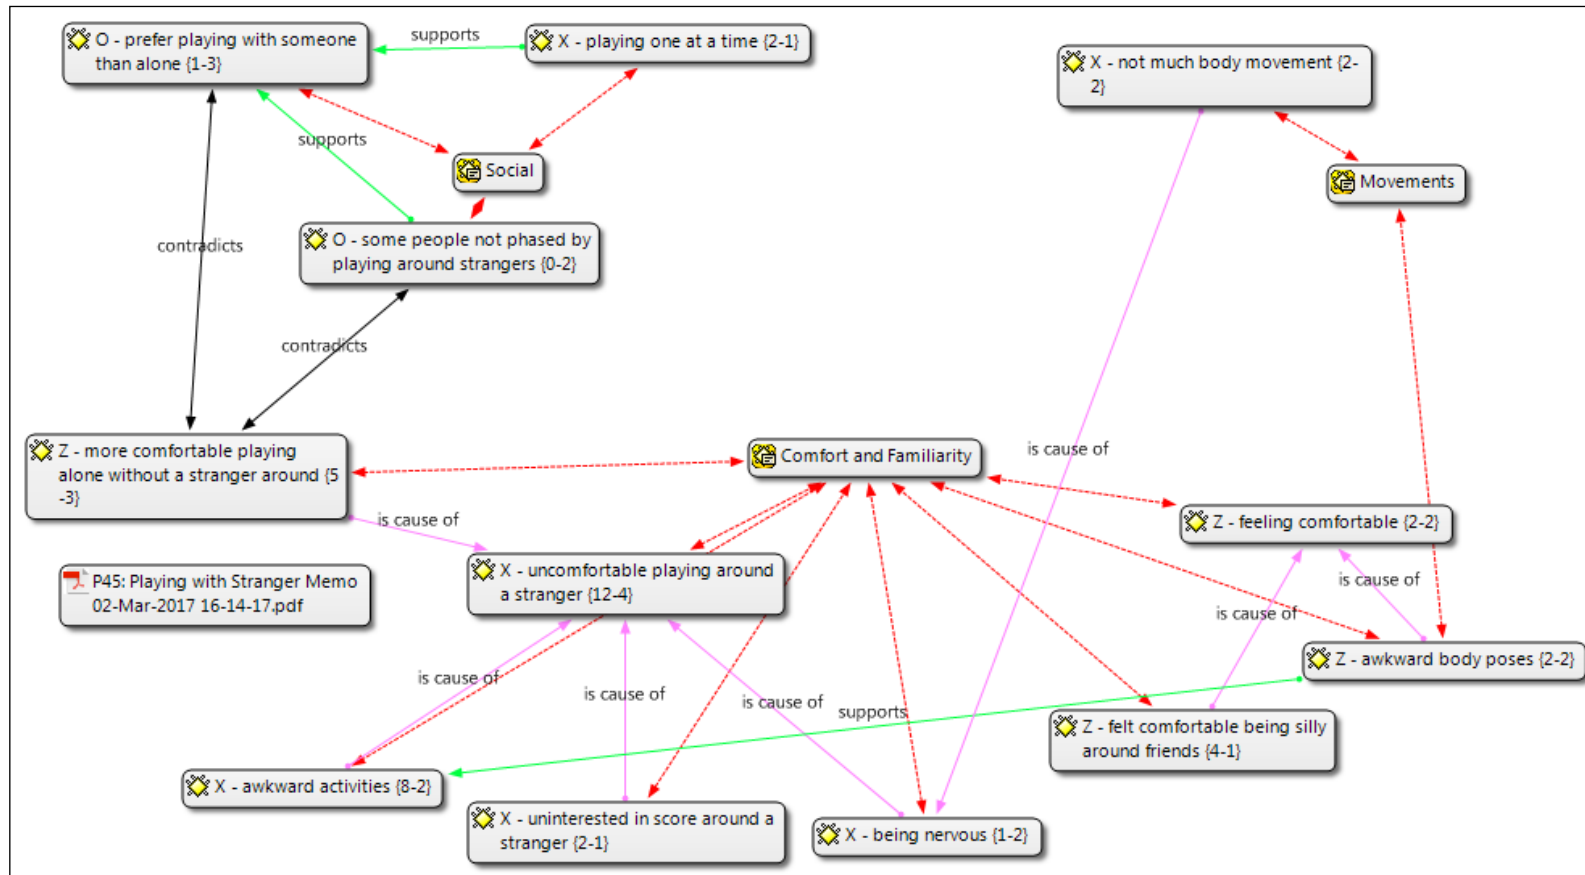 O - prefer playing with someone
than alone {1-3}
supports
X - playing one at a time {2-1}
X - not much body movement {2-
2}
supports
Social
Movements
O - some people not phased by
playing around strangers {0-2}
contradicts
contradicts
Z - more comfortable playing
alone without a stranger around {5
-3}
Comfort and Familiarity
is cause of
Z - feeling comfortable {2-2}
is cause of
X - uncomfortable playing around
a stranger {12-4}
P45: Playing with Stranger Memo
02-Mar-2017 16-14-17.pdf
is cause of
is cause of
Z - awkward body poses {2-2}
is cause of
is cause of
is cause of
supports
Z - felt comfortable being silly
around friends {4-1}
X - awkward activities {8-2}
X - uninterested in score around a
stranger {2-1}
X - being nervous {1-2}